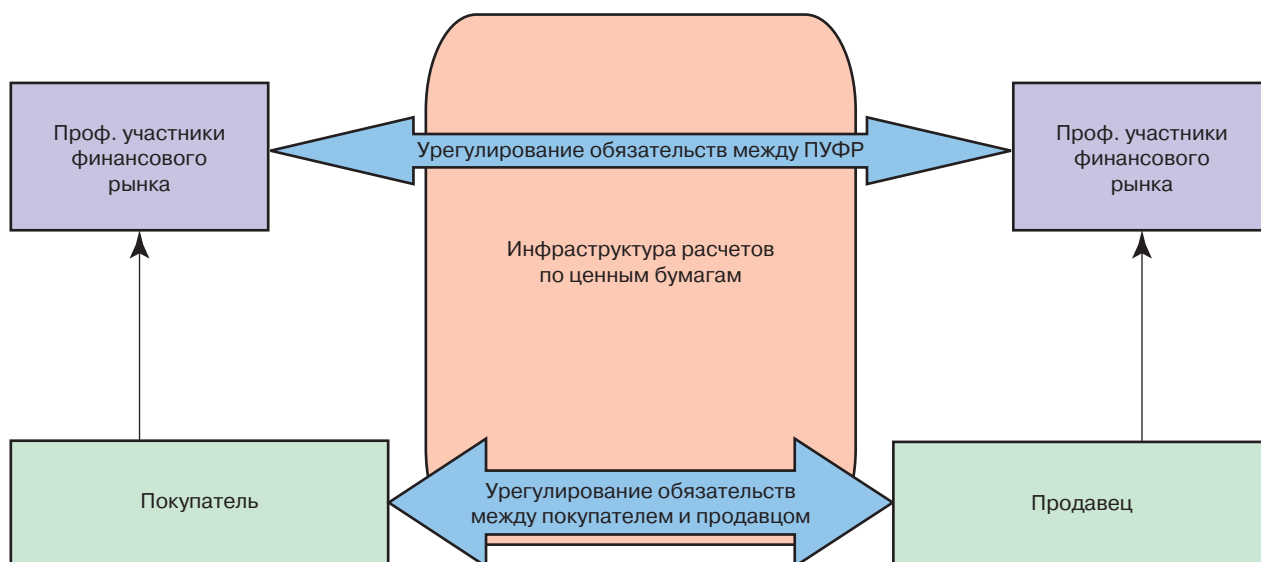 Проф. участники
финансового
рынка
Урегулирование обязательств между ПУФР
Проф. участники
финансового
рынка
Инфраструктура расчетов
по ценным бумагам
Покупатель
Урегулирование обязательств
между покупателем и продавцом
Продавец